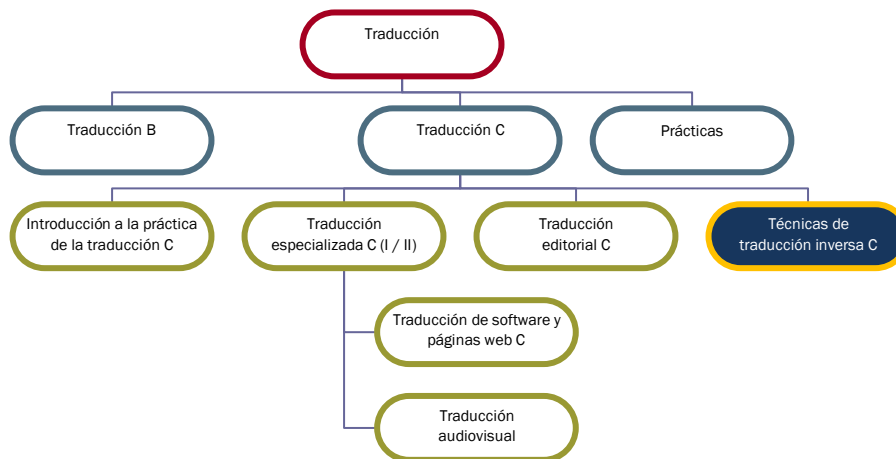 Traducción
Traducción B
Traducción C
Prácticas
Introducción a la práctica
de la traducción C
Traducción
especializada C (I / II)
Traducción
editorial C
Técnicas de
traducción inversa C
Traducción de software y
páginas web C
Traducción
audiovisual